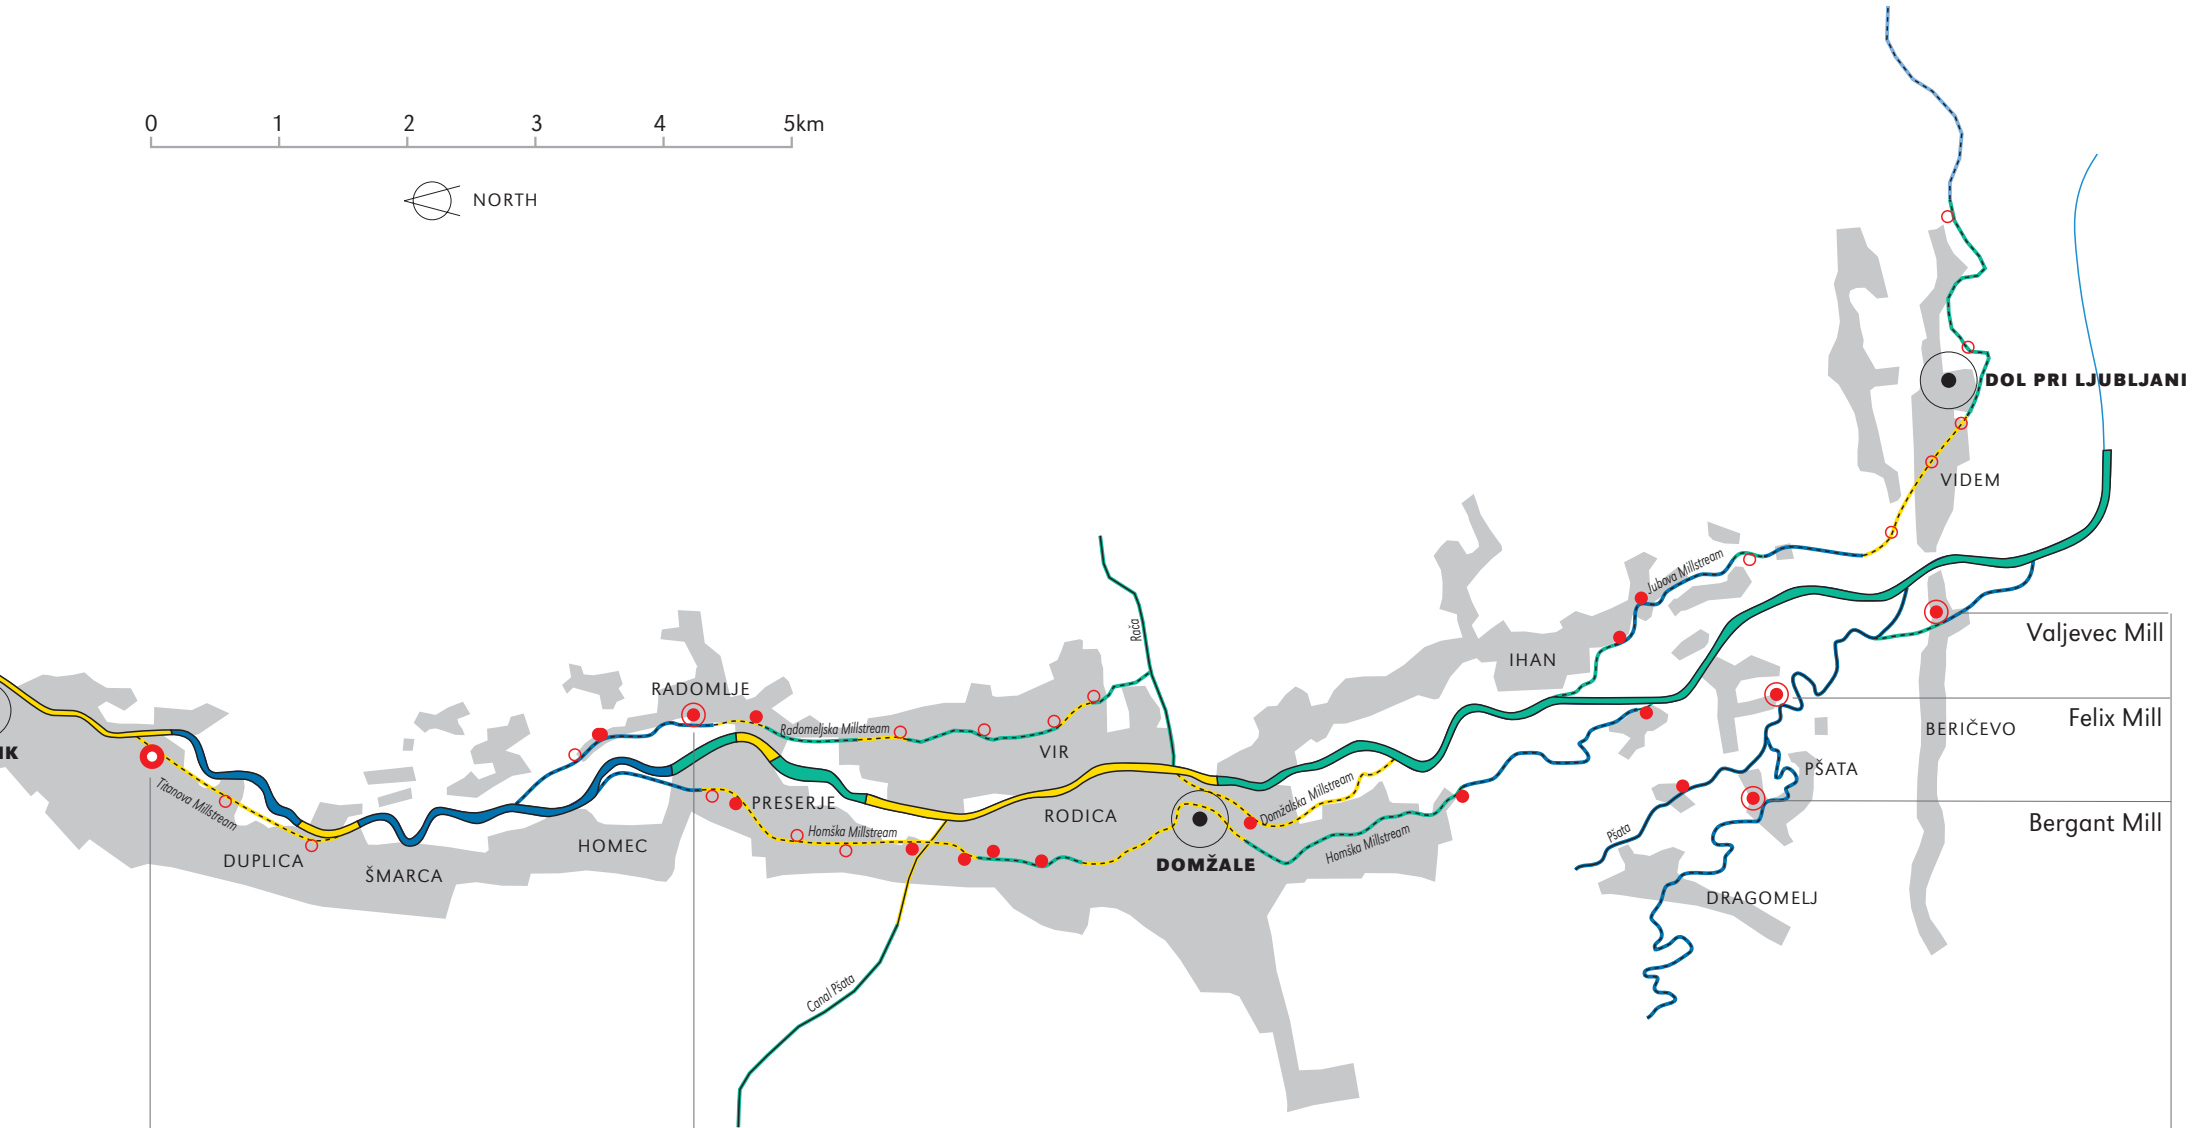 0 1 2 3 4 5km
NORTH
DOL PRI LJUBLJANI
VIDEM
Jubova Millstream
Rača
Valjevec Mill
IHAN
RADOMLJE
Felix Mill
Radomeljska Millstream
BERIČEVO
VIR
IK
PŠATA
Titanova Millstream
PRESERJE
Domžalska Millstream
RODICA
Bergant Mill
Homška Millstream
Pšata
HOMEC
Homška Millstream
DUPLICA
DOMŽALE
ŠMARCA
DRAGOMELJ
Canal Pšata